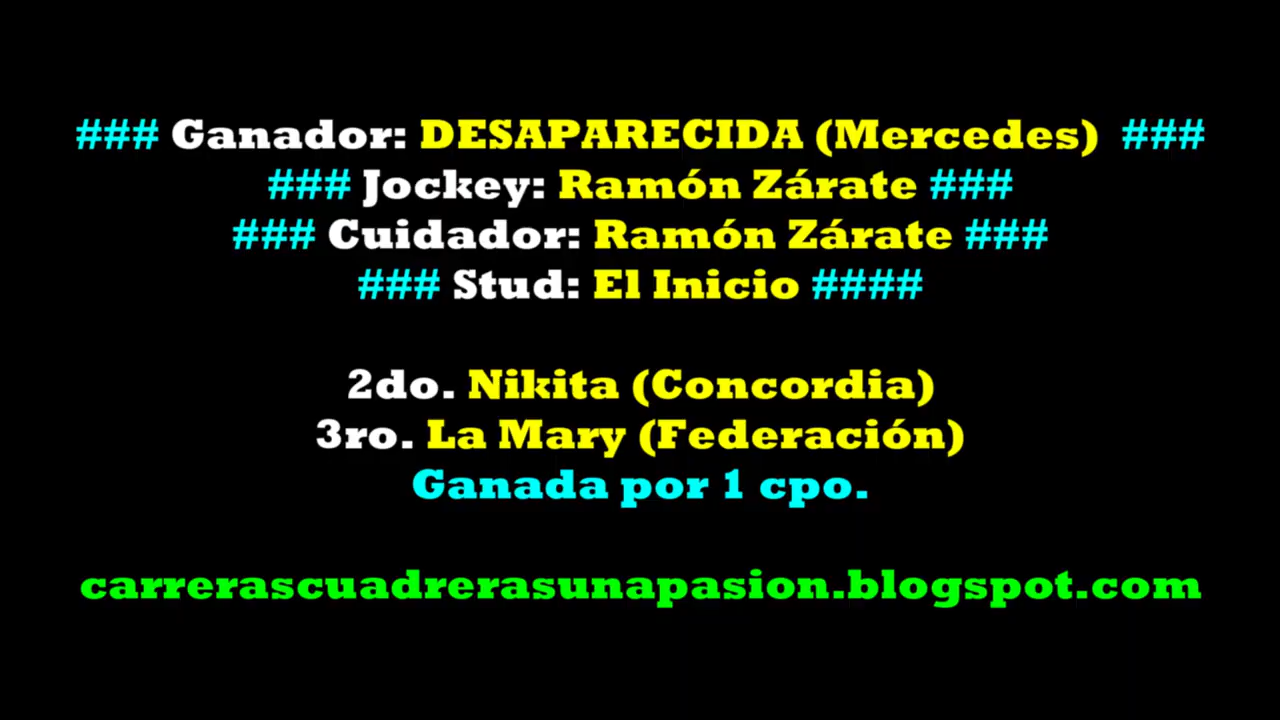 ### Ganador: DESAPARECIDA (Mercedes)  ###
### Jockey: Ramón Zárate ###
### Cuidador: Ramón Zárate ###
### Stud: El Inicio ####
2do. Nikita (Concordia)
3ro. La Mary (Federación)
Ganada por 1 cpo.
carrerascuadrerasunapasion.blogspot.com